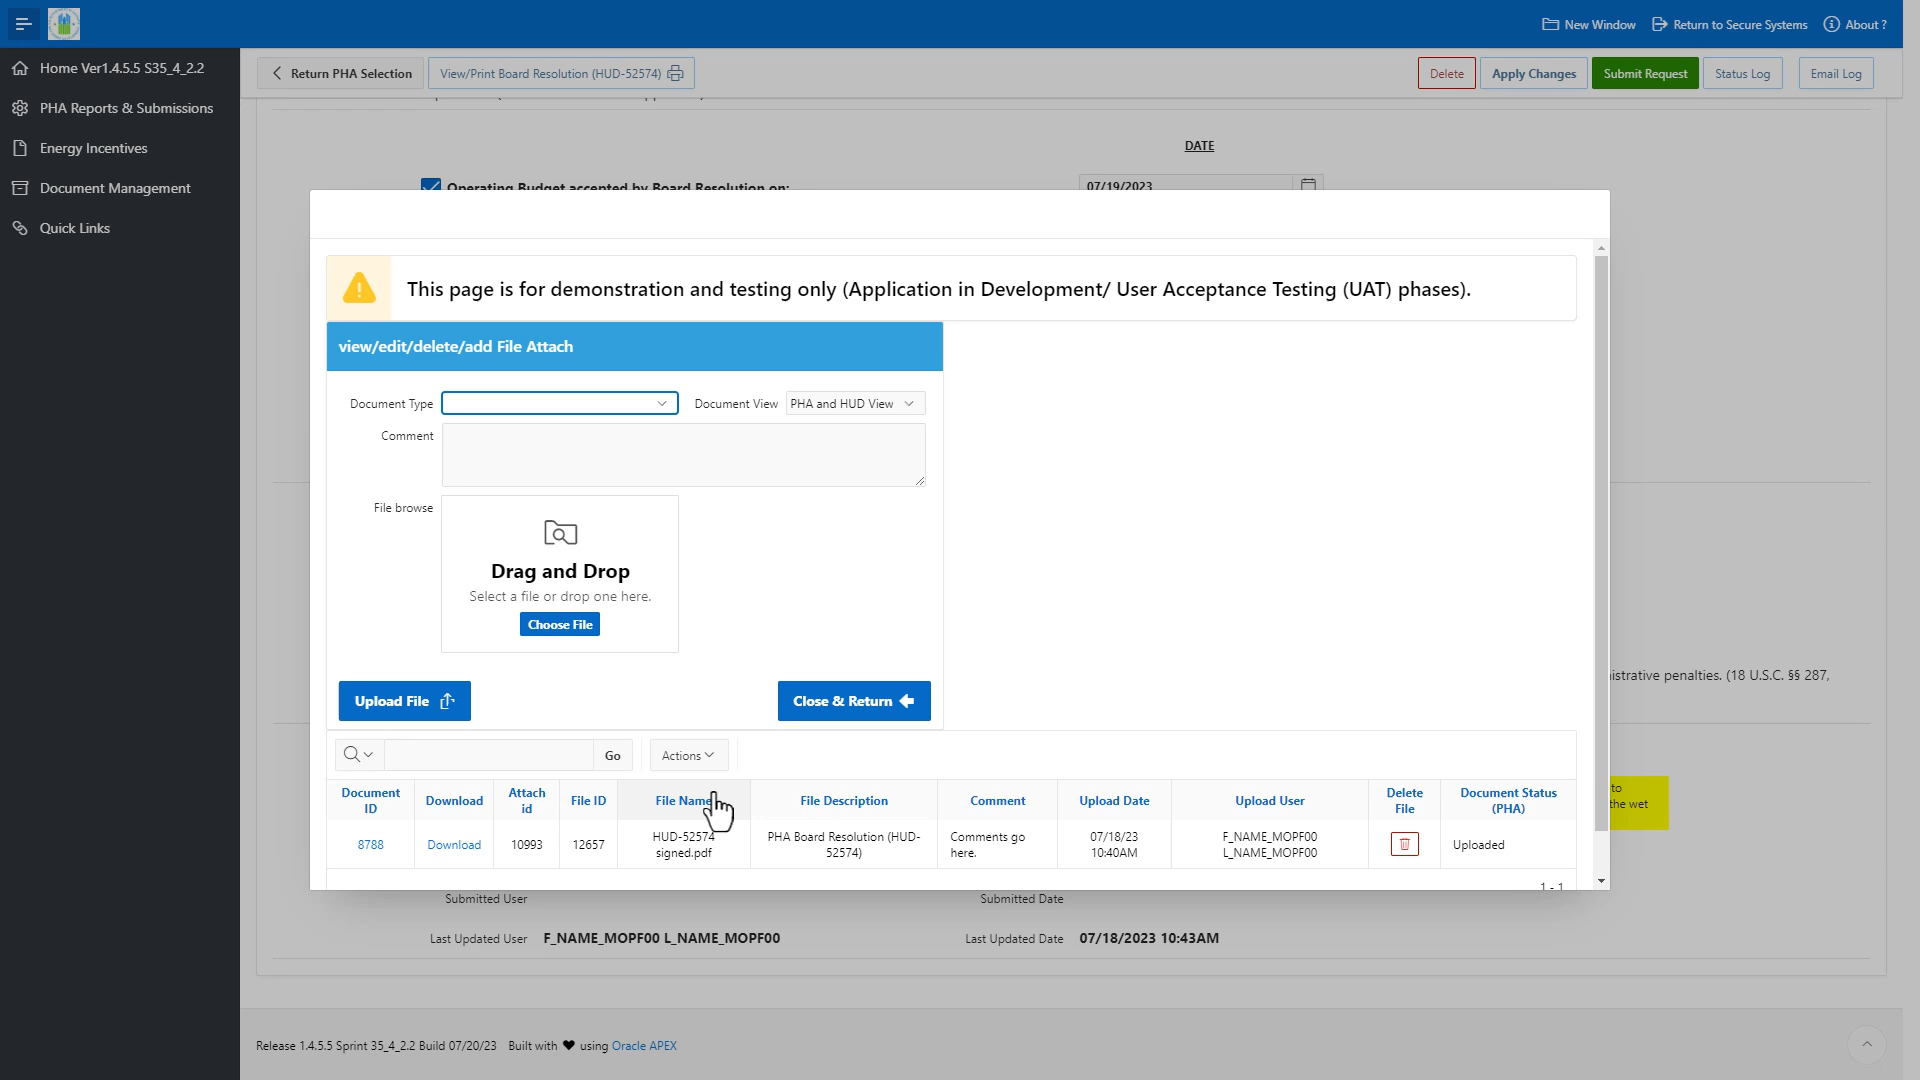 New Window
Return to Secure Systems
About ?
Home Ver1.4.5.5 S35_4_2.2
PHA Reports & Submissions
Energy Incentives
Document Management
Quick Links
Return PHA Selection
View/Print Board Resolution (HUD-52574)
Delete
Apply Changes
Submit Request
Status Log
Email Log
DATE
Operating Budget accepted by Board Resolution on:
07/19/2023
This page is for demonstration and testing only (Application in Development/ User Acceptance Testing (UAT) phases).
view/edit/delete/add File Attach
Document Type
Document View
PHA and HUD View
Comment
File browse
Drag and Drop
Select a file or drop one here.
Choose File
Upload File
Close & Return
istrative penalties. (18 U.S.C. §§ 287,
Go
Actions
to
the wet
Document ID
Download
Attach id
File ID
File Name
File Description
Comment
Upload Date
Upload User
Delete File
Document Status (PHA)
8788
Download
10993
12657
HUD-52574 signed.pdf
PHA Board Resolution (HUD-52574)
Comments go here.
07/18/23 10:40AM
F_NAME_MOPF00 L_NAME_MOPF00
Uploaded
1 - 1
Submitted User
Submitted Date
Last Updated User
F_NAME_MOPF00 L_NAME_MOPF00
Last Updated Date
07/18/2023 10:43AM
Release 1.4.5.5 Sprint 35_4_2.2 Build 07/20/23
Built with ❤ using Oracle APEX